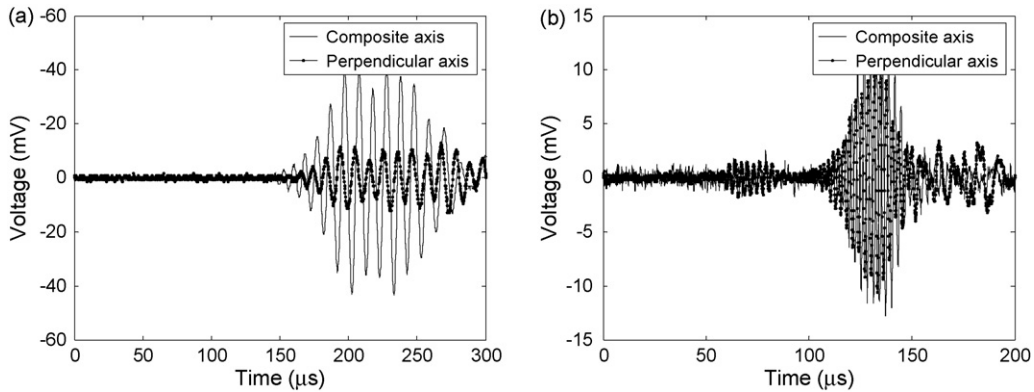 (a)
-60
-40
-20
0
-20
-40
-60
Voltage (mV)
0
50
100
150
200
250
300
Time (μs)
Composite axis
Perpendicular axis
(b)
15
10
5
0
-5
-10
-15
Voltage (mV)
0
50
100
150
200
Time (μs)
Composite axis
Perpendicular axis